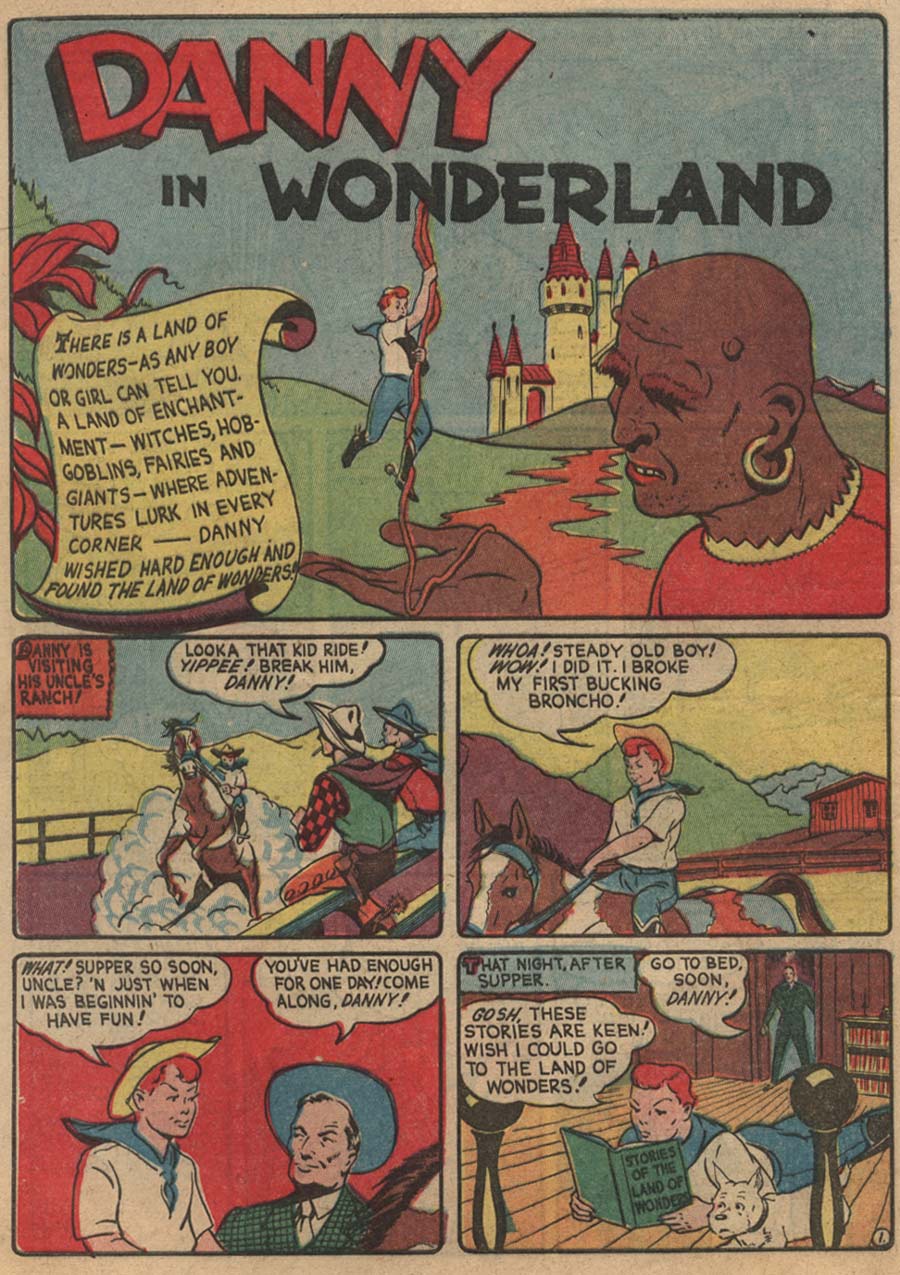 DANNY
IN WONDERLAND
THERE IS A LAND OF
WONDERS-AS ANY BOY
OR GIRL CAN TELL YOU.
A LAND OF ENCHANT-
MENT- WITCHES, HOB-
GOBLINS, FAIRIES AND
GIANTS- WHERE ADVEN-
TURES LURK IN EVERY
CORNER — DANNY
WISHED HARD ENOUGH AND
FOUND THE LAND OF WONDERS!
DANNY IS
VISITING
HIS UNCLE'S
RANCH!
LOOKA THAT KID RIDE!
YIPPEE! BREAK HIM,
DANNY!
WHOA! STEADY OLD BOY!
WOW! I DID IT. I BROKE
MY FIRST BUCKING
BRONCHO!
WHAT! SUPPER SO SOON,
UNCLE? 'N JUST WHEN
I WAS BEGINNIN' TO
HAVE FUN!
YOU'VE HAD ENOUGH
FOR ONE DAY! COME
ALONG, DANNY!
THAT NIGHT, AFTER
SUPPER.
GO TO BED,
SOON,
DANNY!
GOSH, THESE
STORIES ARE KEEN!
WISH I COULD GO
TO THE LAND OF
WONDERS!
STORIES
OF THE
LAND OF
WONDERS
1.